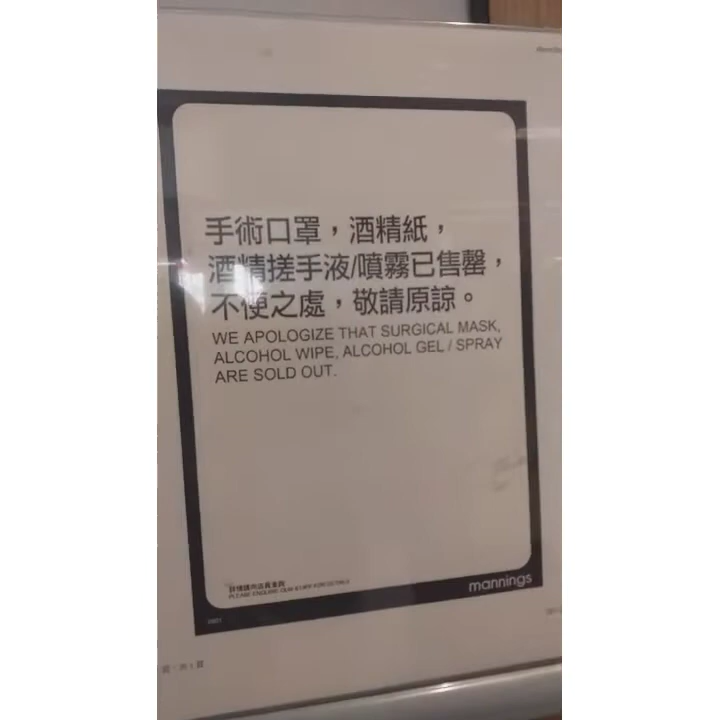 手術口罩，酒精紙，
酒精搓手液/噴霧已售罄，
不便之處，敬請原諒。
WE APOLOGIZE THAT SURGICAL MASK,
ALCOHOL WIPE, ALCOHOL GEL / SPRAY
ARE SOLD OUT.
mannings